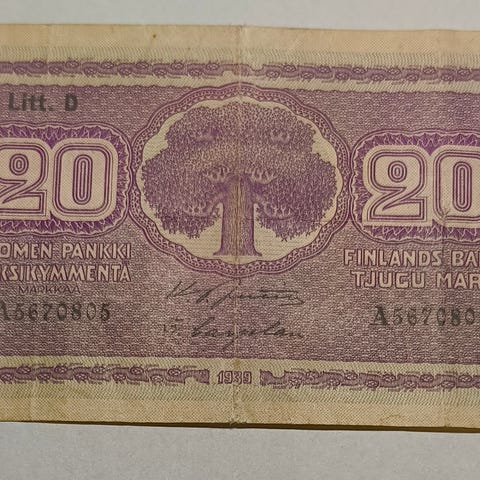 Litt. D
20
20
OMEN PANKKI
KSIKYMMENTÄ
MARKKAA
A5670805
FINLANDS BA
TJUGU MAR
A567080
1939